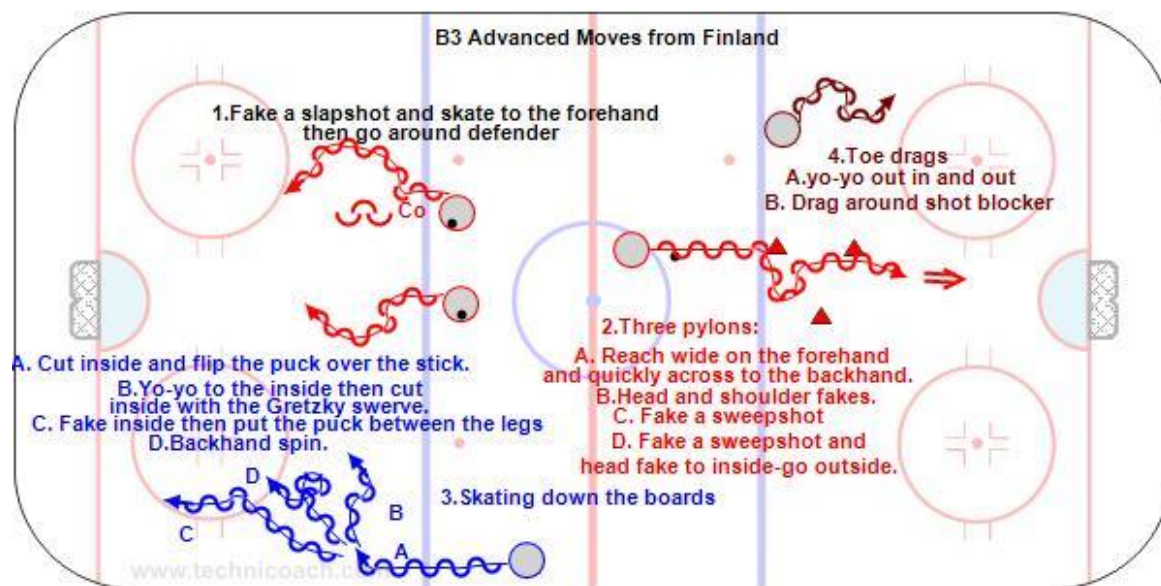 B3 Advanced Moves from Finland
1.Fake a slapshot and skate to the forehand
then go around defender
Co
4.Toe drags
A.yo-yo out in and out
B. Drag around shot blocker
2.Three pylons:
A. Reach wide on the forehand
and quickly across to the backhand.
B.Head and shoulder fakes.
C. Fake a sweepshot
D. Fake a sweepshot and
head fake to inside-go outside.
A. Cut inside and flip the puck over the stick.
B.Yo-yo to the inside then cut
inside with the Gretzky swerve.
C. Fake inside then put the puck between the legs
D.Backhand spin.
3.Skating down the boards
D
B
C
A
www.technicoach.com